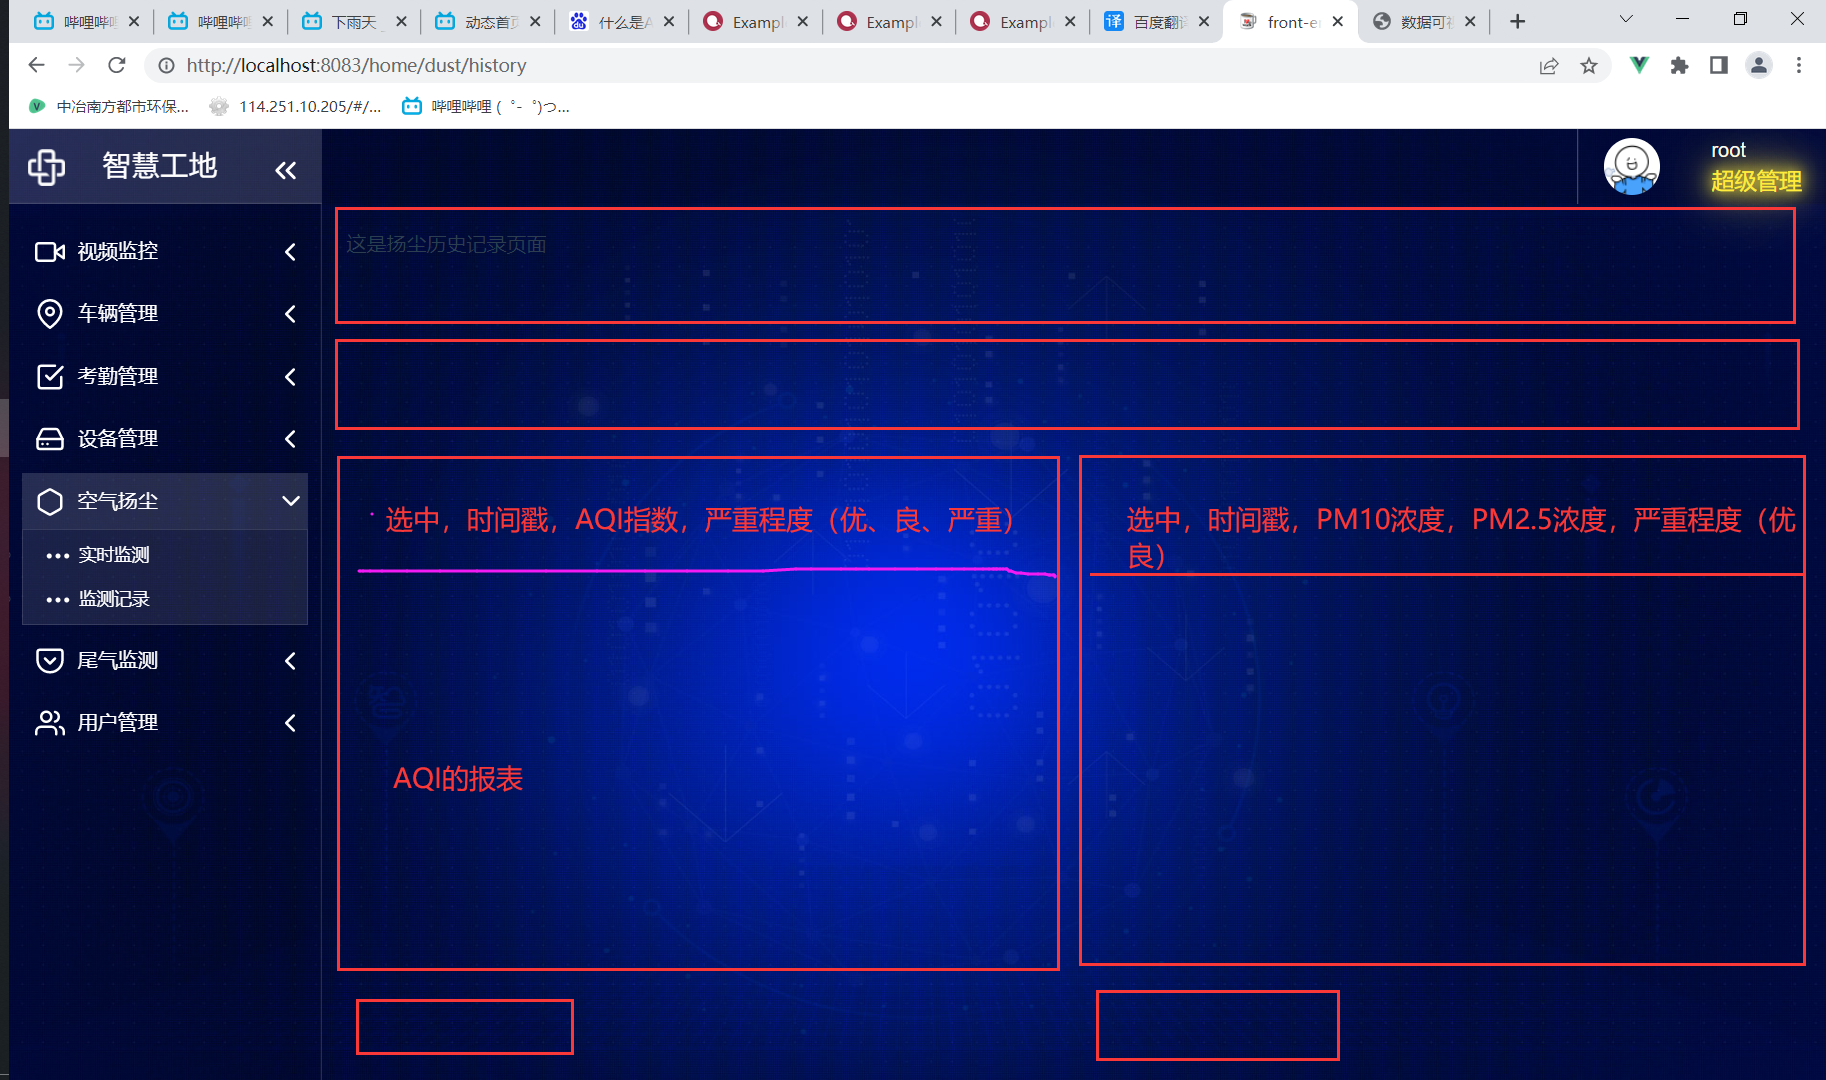 哔哩哔哩
哔哩哔哩
下雨天
动态首页
什么是A
Example
Example
Example
百度翻译
front-en
数据可视
http://localhost:8083/home/dust/history
中冶南方都市环保...
114.251.10.205/#/...
哔哩哔哩 (゜-゜)つ...
智慧工地
root
超级管理
视频监控
车辆管理
考勤管理
设备管理
空气扬尘
实时监测
监测记录
尾气监测
用户管理
这是扬尘历史记录页面
选中，时间戳，AQI指数，严重程度（优、良、严重）
AQI的报表
选中，时间戳，PM10浓度，PM2.5浓度，严重程度（优
良）